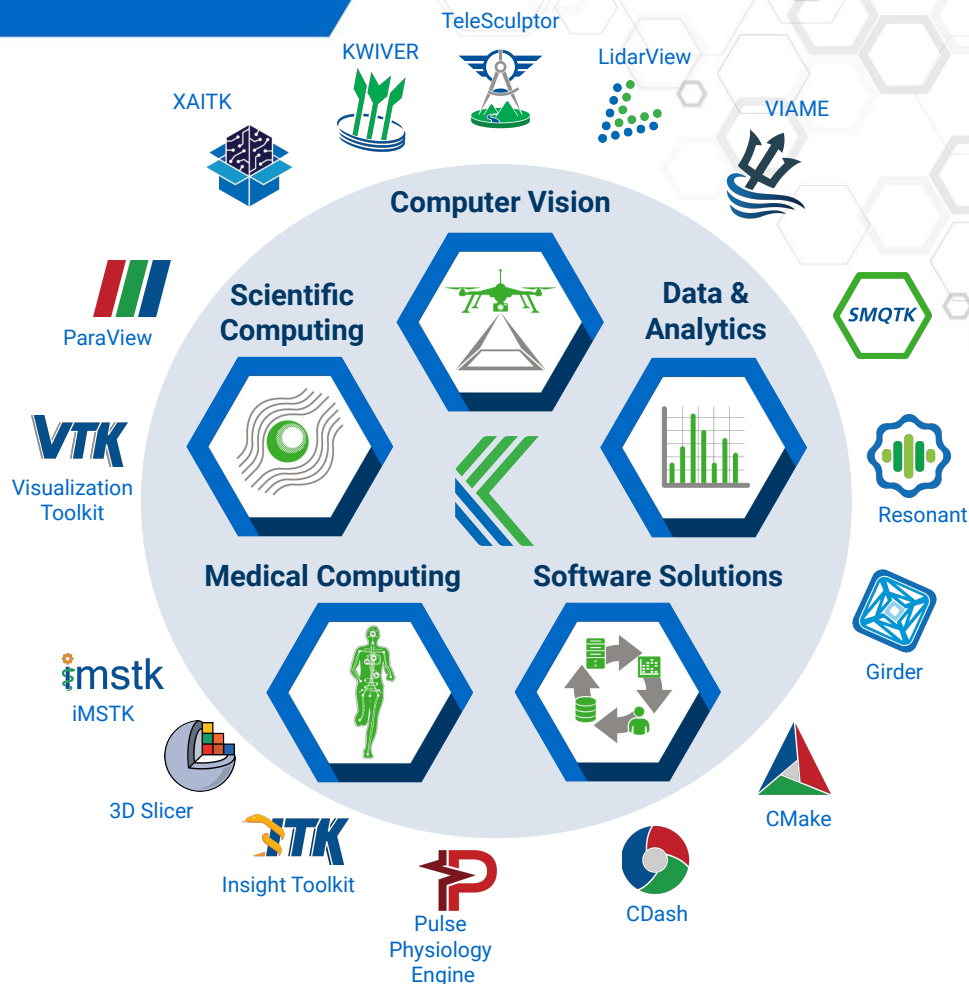 TeleSculptor
KWIVER
LidarView
XAITK
VIAME
Computer Vision
Scientific
Computing
Data &
Analytics
SMQTK
ParaView
VTK
Visualization
Toolkit
Resonant
Medical Computing
Software Solutions
Girder
imstk
iMSTK
3D Slicer
CMake
ITK
Insight Toolkit
P
Pulse
Physiology
Engine
CDash